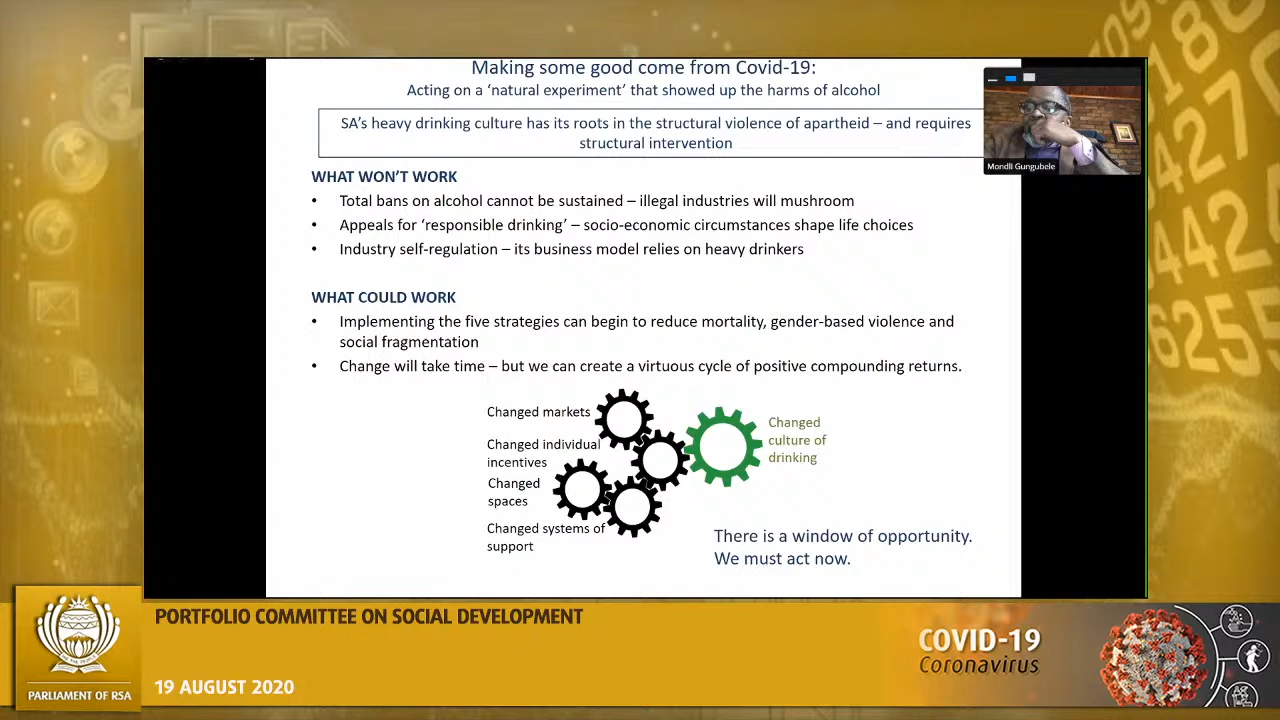 Making some good come from Covid-19:
Acting on a ‘natural experiment’ that showed up the harms of alcohol
SA’s heavy drinking culture has its roots in the structural violence of apartheid – and requires
structural intervention
Mondli Gungubele
WHAT WON’T WORK
• Total bans on alcohol cannot be sustained – illegal industries will mushroom
• Appeals for ‘responsible drinking’ – socio-economic circumstances shape life choices
• Industry self-regulation – its business model relies on heavy drinkers
WHAT COULD WORK
• Implementing the five strategies can begin to reduce mortality, gender-based violence and
social fragmentation
• Change will take time – but we can create a virtuous cycle of positive compounding returns.
Changed markets
Changed individual
incentives
Changed
spaces
Changed systems of
support
Changed
culture of
drinking
There is a window of opportunity.
We must act now.
PORTFOLIO COMMITTEE ON SOCIAL DEVELOPMENT
19 AUGUST 2020
PARLIAMENT OF RSA
COVID-19
Coronavirus